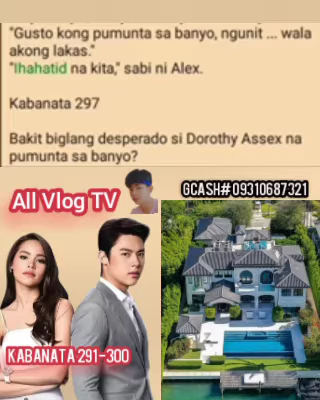 "Gusto kong pumunta sa banyo, ngunit ... wala
akong lakas."
"Ihahatid na kita," sabi ni Alex.
Kabanata 297
Bakit biglang desperado si Dorothy Assex na
pumunta sa banyo?
All Vlog TV
GCASH# 09310687321
KABANATA 291-300